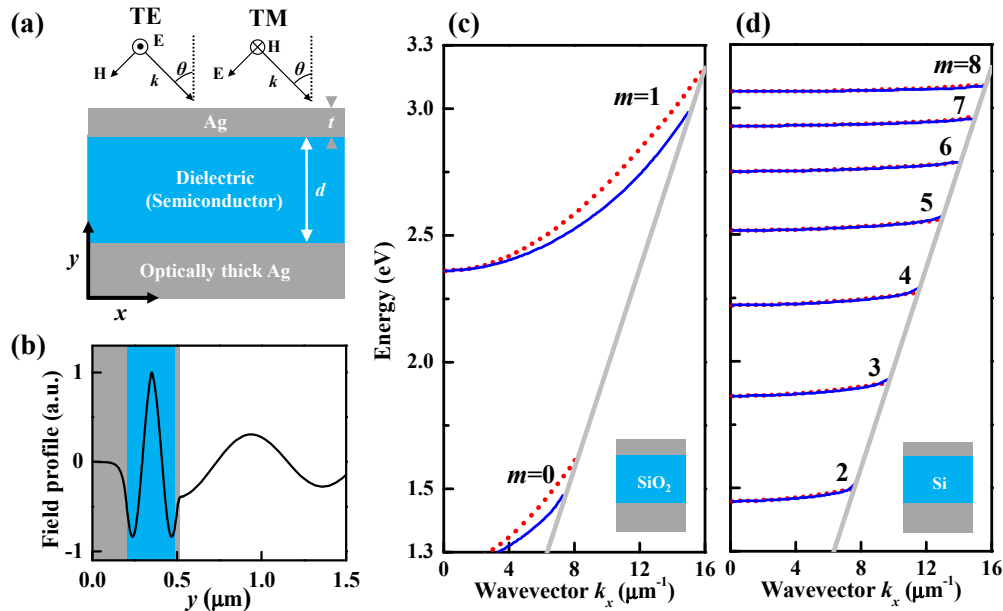 (a)
TE
TM
E
H
k
θ
H
E
k
θ
Ag
t
Dielectric
(Semiconductor)
d
Optically thick Ag
y
x
(b)
Field profile (a.u.)
1
0
-1
0.0
0.5
1.0
1.5
y (μm)
(c)
Energy (eV)
3.0
2.5
2.0
1.5
1.3
m=1
m=0
SiO₂
0
4
8
12
16
Wavevector kₓ (μm⁻¹)
(d)
m=8
7
6
5
4
3
2
Si
0
4
8
12
16
Wavevector kₓ (μm⁻¹)